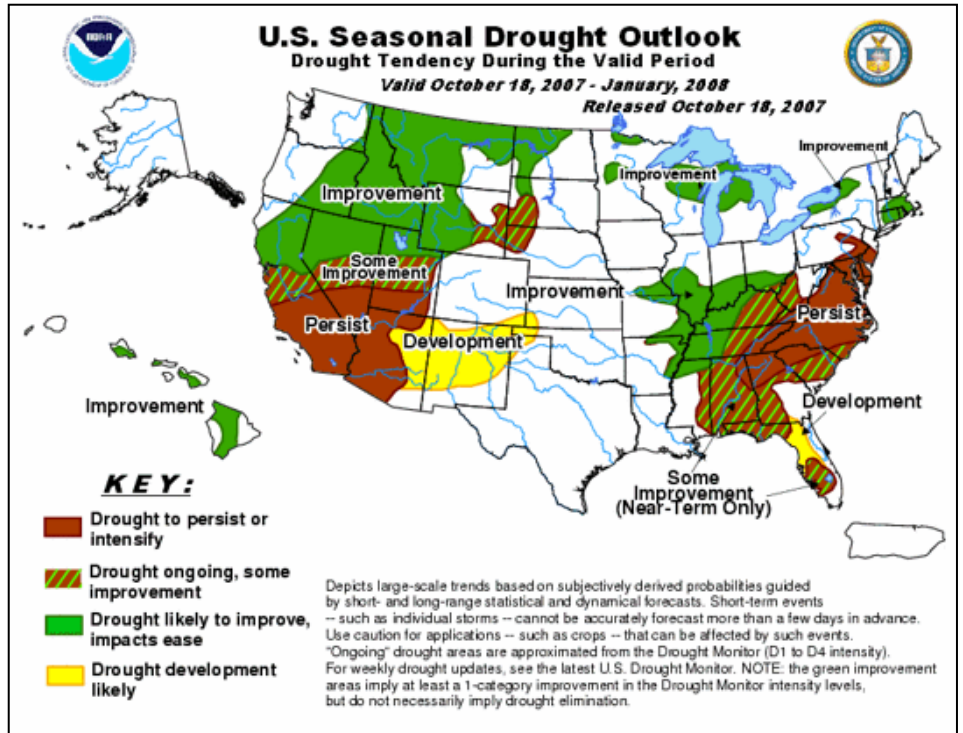 NOAA
U.S. Seasonal Drought Outlook
Drought Tendency During the Valid Period
Valid October 18, 2007 - January, 2008
Released October 18, 2007
Improvement
Improvement
Improvement
Some
Improvement
Improvement
Persist
Persist
Development
Improvement
Development
Some
Improvement
(Near-Term Only)
KEY:
Drought to persist or
intensify
Drought ongoing, some
improvement
Drought likely to improve,
impacts ease
Drought development
likely
Depicts large-scale trends based on subjectively derived probabilities guided
by short- and long-range statistical and dynamical forecasts. Short-term events
-- such as individual storms -- cannot be accurately forecast more than a few days in advance.
Use caution for applications -- such as crops -- that can be affected by such events.
"Ongoing" drought areas are approximated from the Drought Monitor (D1 to D4 intensity).
For weekly drought updates, see the latest U.S. Drought Monitor. NOTE: the green improvement
areas imply at least a 1-category improvement in the Drought Monitor intensity levels,
but do not necessarily imply drought elimination.